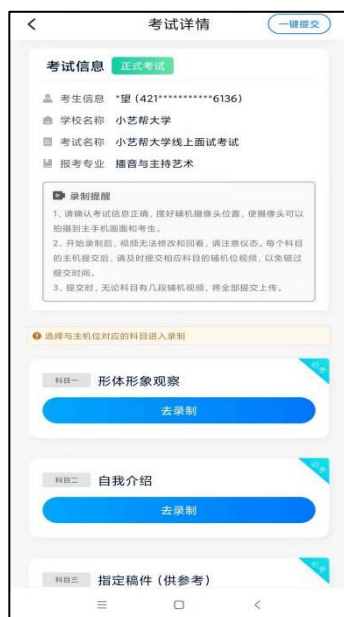 考试详情
一键提交
考试信息 正式考试
考生信息 *望 (421***********6136)
学校名称 小艺帮大学
考试名称 小艺帮大学线上面试考试
报考专业 播音与主持艺术
录制提醒
1、请确认考试信息正确，摆好辅机摄像头位置，使摄像头可以
拍摄到主手机画面和考生。
2、开始录制后，视频无法修改和回看，请注意仪态。每个科目
的主机提交后，请及时提交相应科目的辅机位视频，以免错过
提交时间。
3、提交时，无论科目有几段辅机视频，将全部提交上传。
选择与主机位对应的科目进入录制
必考
科目一 形体形象观察
去录制
必考
科目二 自我介绍
去录制
必考
科目三 指定稿件 (供参考)